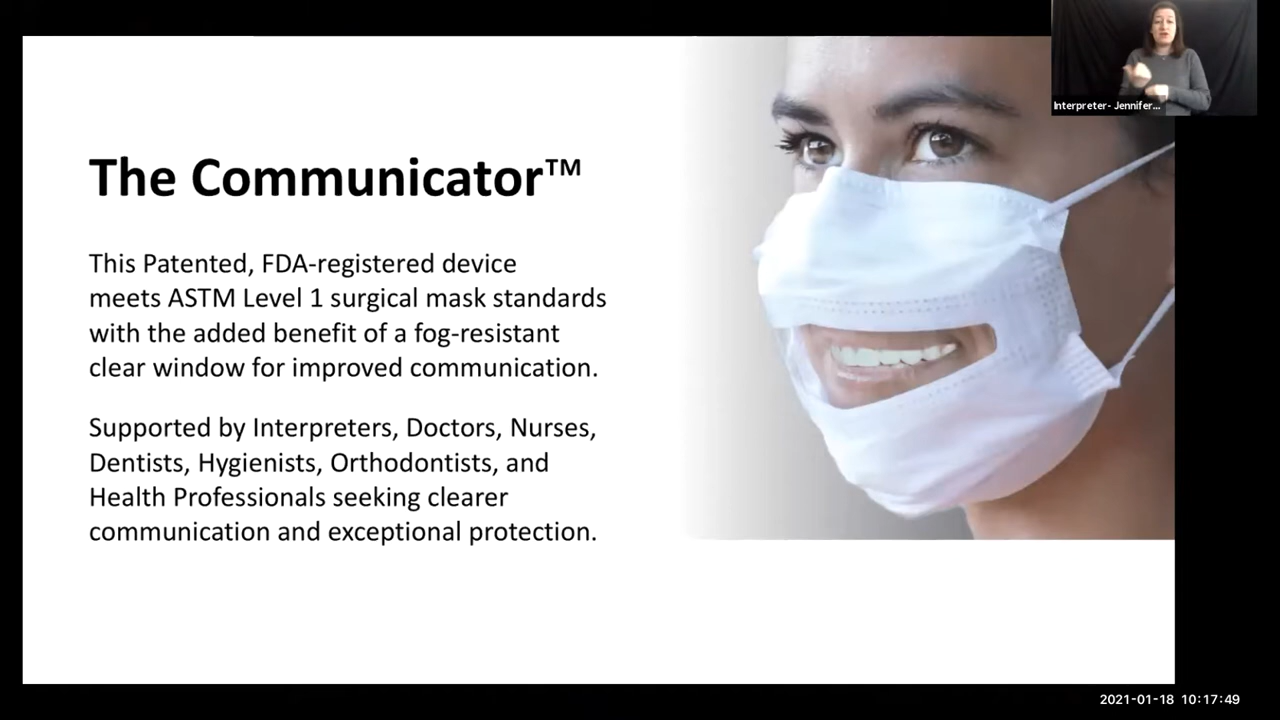 Interpreter- Jennifer...
The Communicator™
This Patented, FDA-registered device
meets ASTM Level 1 surgical mask standards
with the added benefit of a fog-resistant
clear window for improved communication.
Supported by Interpreters, Doctors, Nurses,
Dentists, Hygienists, Orthodontists, and
Health Professionals seeking clearer
communication and exceptional protection.
2021-01-18 10:17:49